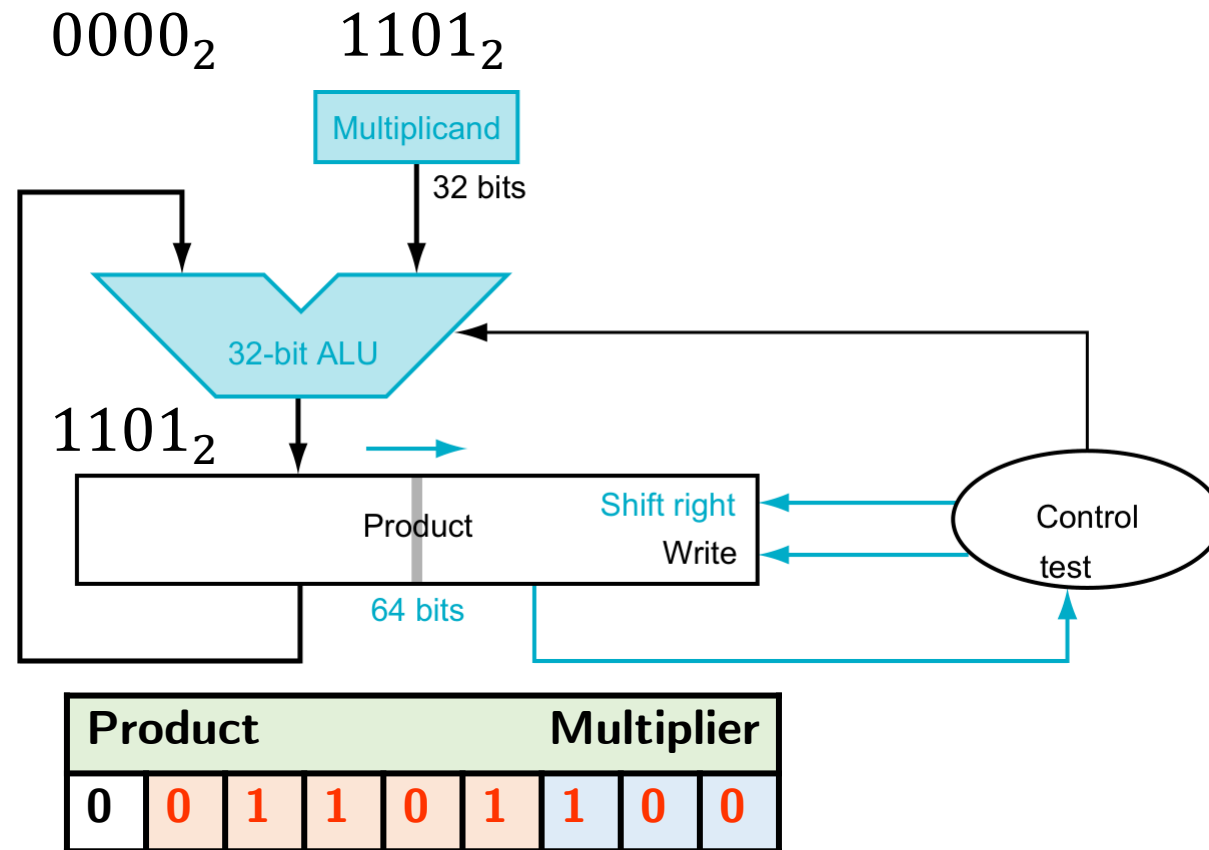 0000₂ 1101₂
Multiplicand
32 bits
32-bit ALU
1101₂
Product
Shift right
Write
Control
test
64 bits
Product Multiplier
0 0 1 1 0 1 1 0 0